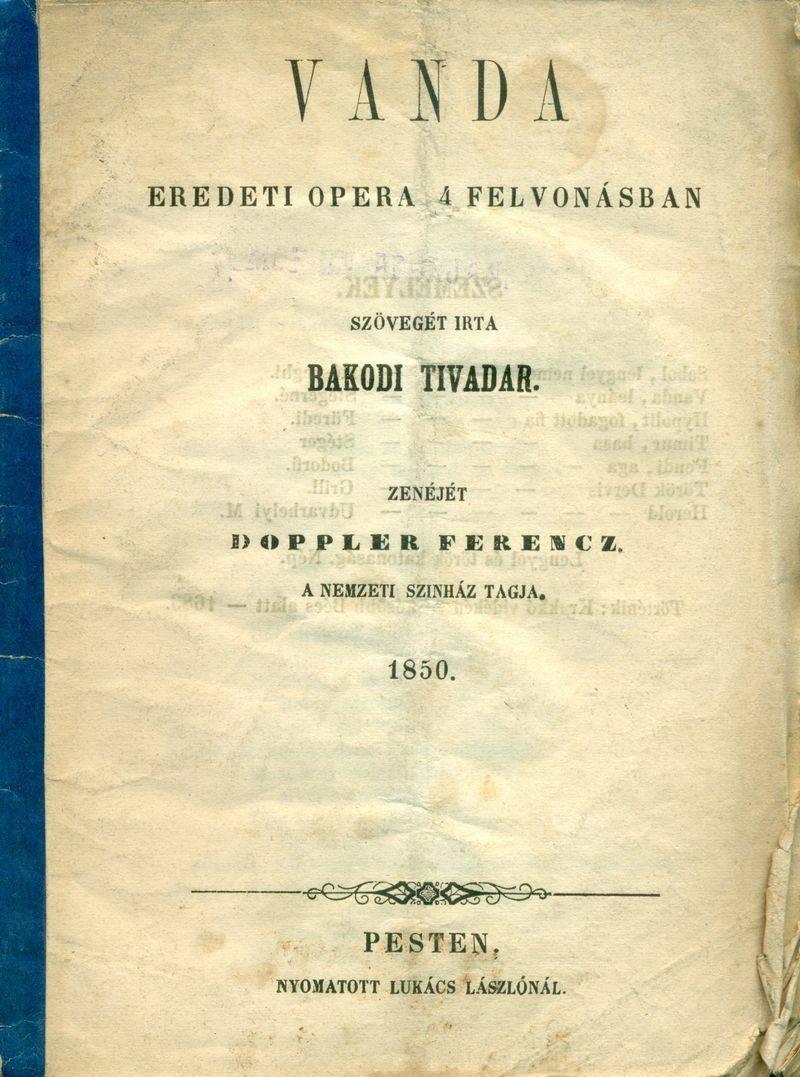 VANDA
EREDETI OPERA 4 FELVONÁSBAN
SZÖVEGÉT IRTA
BAKODI TIVADAR.
ZENÉJÉT
DOPPLER FERENCZ.
A NEMZETI SZINHÁZ TAGJA.
1850.
PESTEN,
NYOMATOTT LUKÁCS LÁSZLÓNÁL.